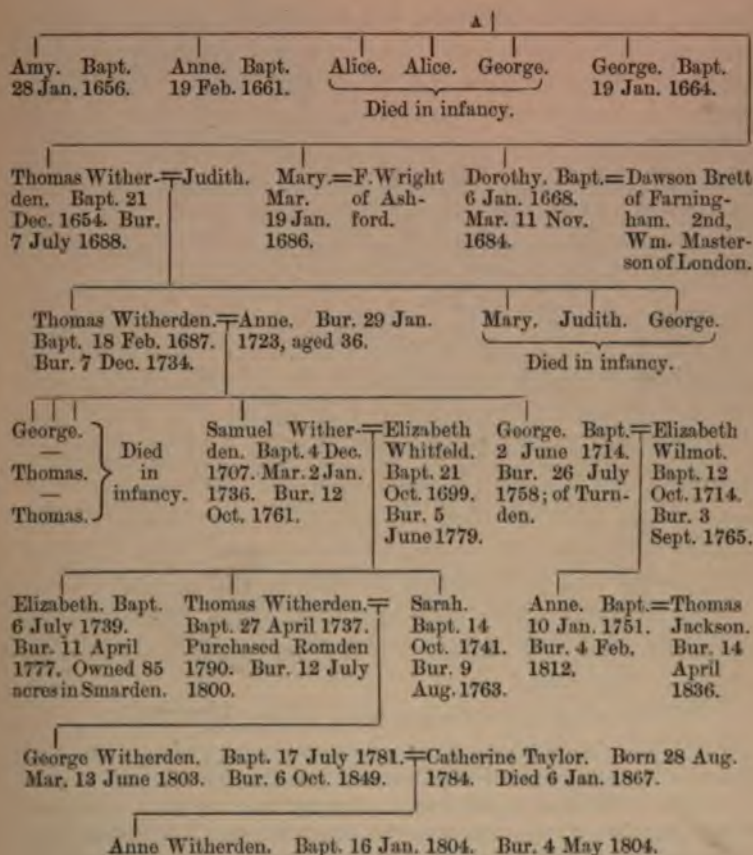 A
Amy. Bapt. 28 Jan. 1656.
Anne. Bapt. 19 Feb. 1661.
Alice. Alice. George.
Died in infancy.
George. Bapt. 19 Jan. 1664.
Thomas Wither-
den. Bapt. 21
Dec. 1654. Bur.
7 July 1688.
=Judith.
Mary.
Mar.
19 Jan.
1686.
=F. Wright
of Ash-
ford.
Dorothy. Bapt.
6 Jan. 1668.
Mar. 11 Nov.
1684.
=Dawson Brett
of Farning-
ham. 2nd,
Wm. Master-
son of London.
Thomas Witherden.
Bapt. 18 Feb. 1687.
Bur. 7 Dec. 1734.
=Anne. Bur. 29 Jan.
1723, aged 36.
Mary. Judith. George.
Died in infancy.
George.
—
Thomas.
—
Thomas.
Died
in
infancy.
Samuel Wither-
den. Bapt. 4 Dec.
1707. Mar. 2 Jan.
1736. Bur. 12
Oct. 1761.
=Elizabeth
Whitfeld.
Bapt. 21
Oct. 1699.
Bur. 5
June 1779.
George. Bapt.
2 June 1714.
Bur. 26 July
1758; of Turn-
den.
=Elizabeth
Wilmot.
Bapt. 12
Oct. 1714.
Bur. 3
Sept. 1765.
Elizabeth. Bapt.
6 July 1739.
Bur. 11 April
1777. Owned 85
acres in Smarden.
Thomas Witherden.=
Bapt. 27 April 1737.
Purchased Romden
1790. Bur. 12 July
1800.
Sarah.
Bapt. 14
Oct. 1741.
Bur. 9
Aug. 1763.
Anne. Bapt.
10 Jan. 1751.
Bur. 4 Feb.
1812.
=Thomas
Jackson.
Bur. 14
April
1836.
George Witherden. Bapt. 17 July 1781.
Mar. 13 June 1803. Bur. 6 Oct. 1849.
=Catherine Taylor. Born 28 Aug.
1784. Died 6 Jan. 1867.
Anne Witherden. Bapt. 16 Jan. 1804. Bur. 4 May 1804.